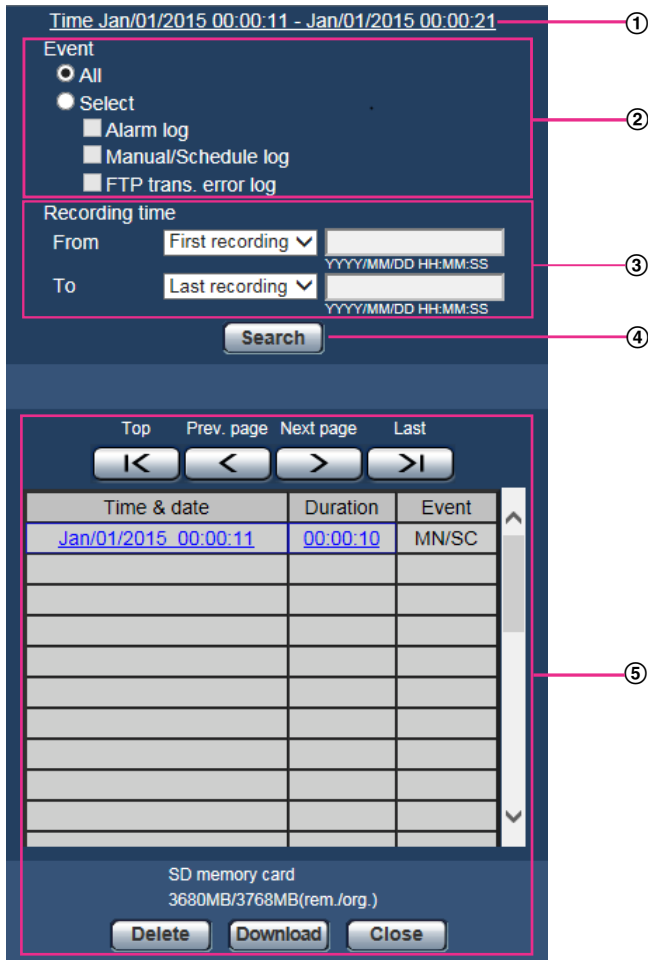 Time Jan/01/2015 00:00:11 - Jan/01/2015 00:00:21 ①
Event
All
Select ②
Alarm log
Manual/Schedule log
FTP trans. error log
Recording time
From First recording
YYYY/MM/DD HH:MM:SS ③
To Last recording
YYYY/MM/DD HH:MM:SS
Search ④
Top Prev. page Next page Last
Time & date Duration Event
Jan/01/2015 00:00:11 00:00:10 MN/SC
⑤
SD memory card
3680MB/3768MB(rem./org.)
Delete Download Close